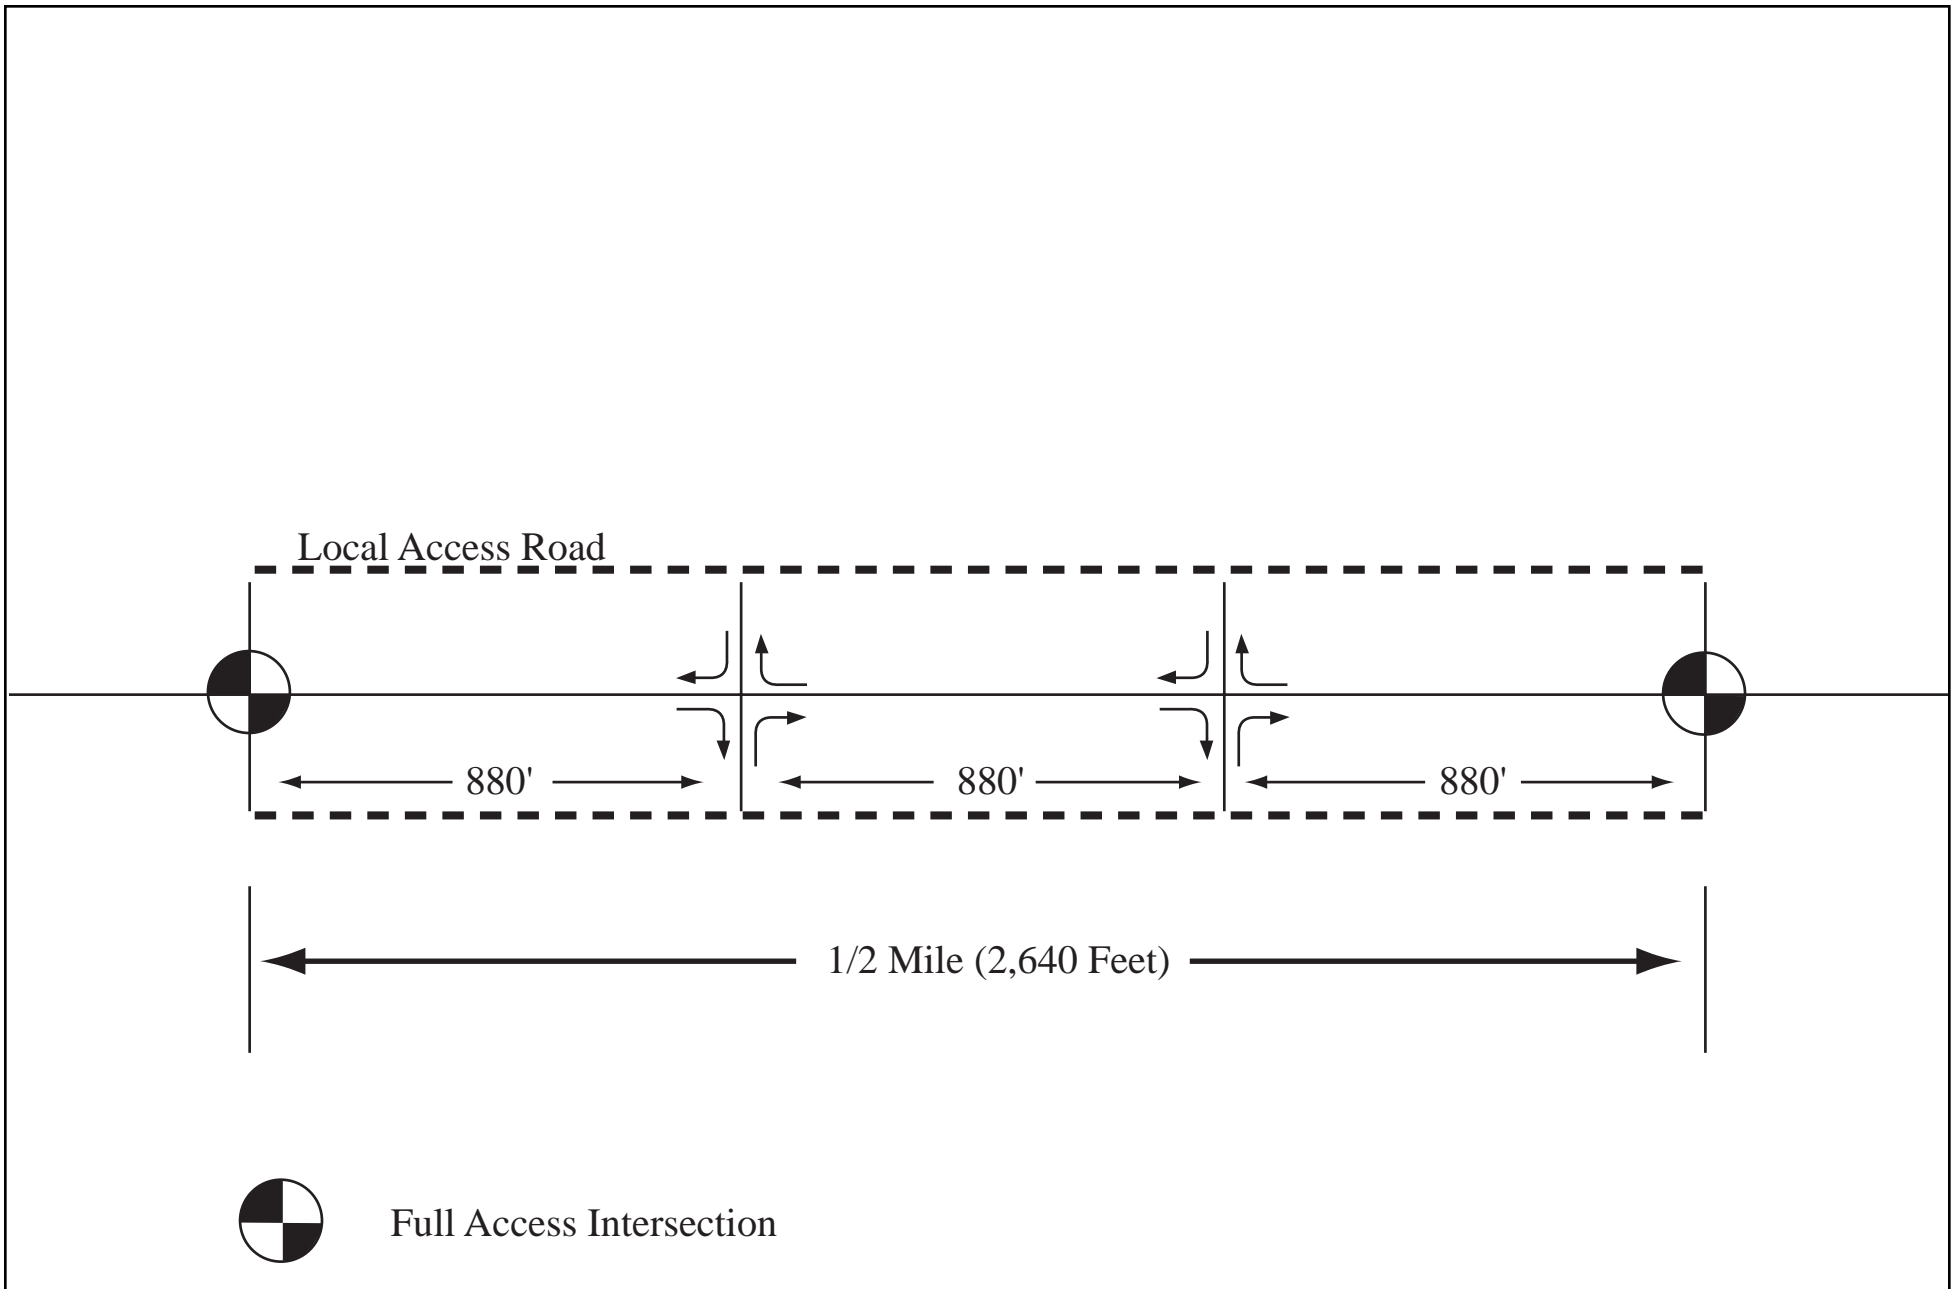 Local Access Road
880' 880' 880'
1/2 Mile (2,640 Feet)
Full Access Intersection